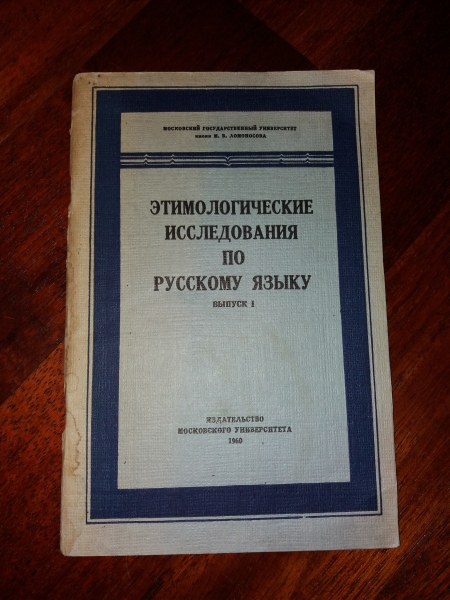 МОСКОВСКИЙ ГОСУДАРСТВЕННЫЙ УНИВЕРСИТЕТ
имени М. В. ЛОМОНОСОВА
ЭТИМОЛОГИЧЕСКИЕ
ИССЛЕДОВАНИЯ
ПО
РУССКОМУ ЯЗЫКУ
ВЫПУСК 1
ИЗДАТЕЛЬСТВО
МОСКОВСКОГО УНИВЕРСИТЕТА
1960